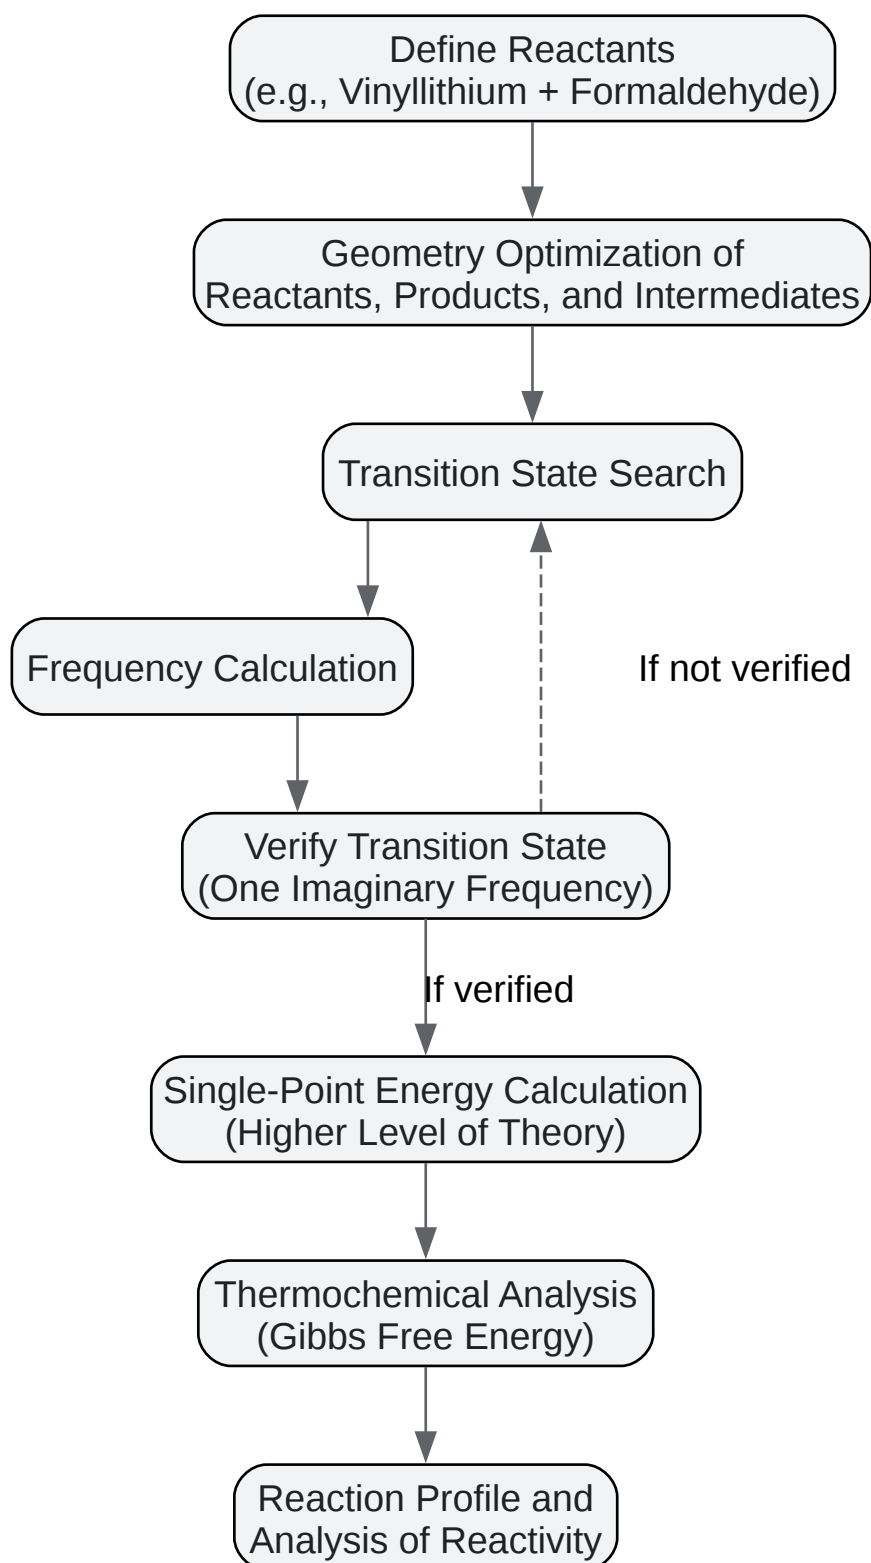 Define Reactants
(e.g., Vinyllithium + Formaldehyde)
Geometry Optimization of
Reactants, Products, and Intermediates
Transition State Search
Frequency Calculation
If not verified
Verify Transition State
(One Imaginary Frequency)
If verified
Single-Point Energy Calculation
(Higher Level of Theory)
Thermochemical Analysis
(Gibbs Free Energy)
Reaction Profile and
Analysis of Reactivity